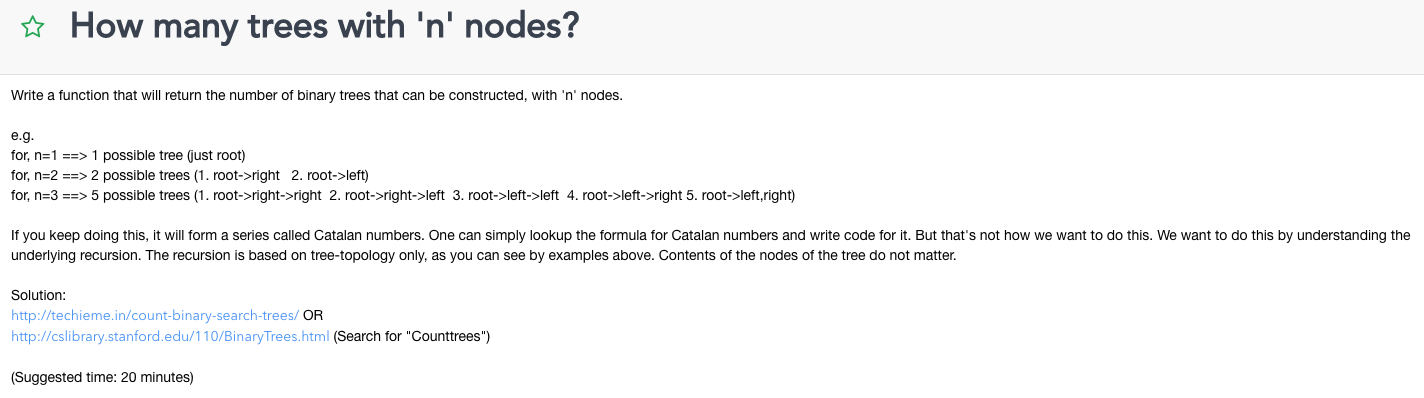 How many trees with 'n' nodes?
Write a function that will return the number of binary trees that can be constructed, with 'n' nodes.
e.g.
for, n=1 ==> 1 possible tree (just root)
for, n=2 ==> 2 possible trees (1. root->right 2. root->left)
for, n=3 ==> 5 possible trees (1. root->right->right 2. root->right->left 3. root->left->left 4. root->left->right 5. root->left,right)
If you keep doing this, it will form a series called Catalan numbers. One can simply lookup the formula for Catalan numbers and write code for it. But that's not how we want to do this. We want to do this by understanding the
underlying recursion. The recursion is based on tree-topology only, as you can see by examples above. Contents of the nodes of the tree do not matter.
Solution:
http://techieme.in/count-binary-search-trees/ OR
http://cslibrary.stanford.edu/110/BinaryTrees.html (Search for "Counttrees")
(Suggested time: 20 minutes)